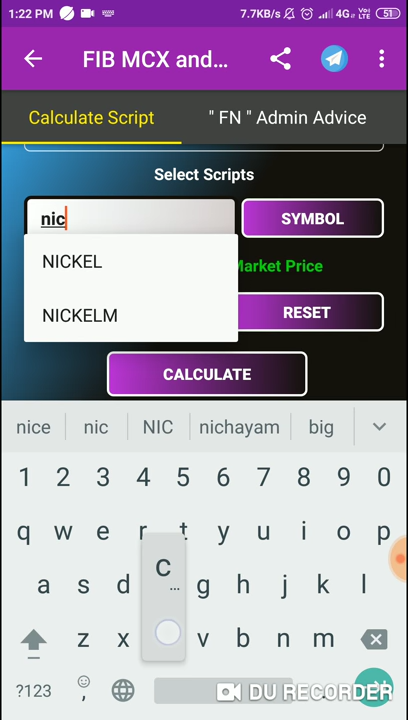 1:22 PM 7.7KB/s 4G VoLTE 51
FIB MCX and...
Calculate Script " FN " Admin Advice
Select Scripts
nic SYMBOL
NICKEL
Market Price
NICKELM RESET
CALCULATE
nice nic NIC nichayam big
1 2 3 4 5 6 7 8 9 0
q w e r t y u i o p
a s d g h j k l
c
...
z x v b n m
?123 , .
DU RECORDER